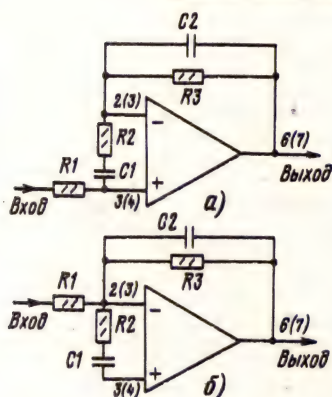 C2
R3
2(3)
R2
R1
C1
6(7)
Вход
3(4)
а)
Выход
C2
R3
R1
2(3)
R2
6(7)
Вход
C1
3(4)
б)
Выход